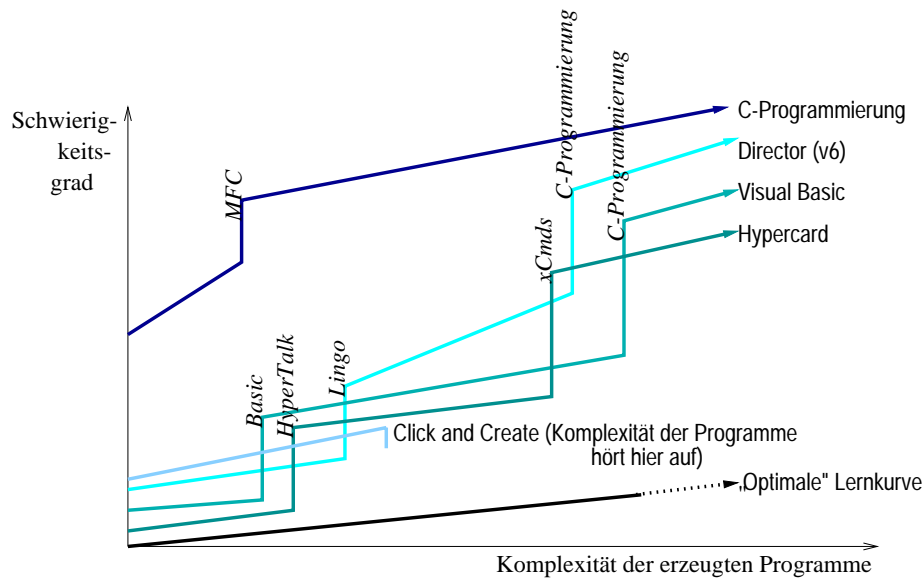 C-Programmierung
C-Programmierung
C-Programmierung
Schwierig-
keits-
grad
Director (v6)
MFC
Visual Basic
Hypercard
xCmds
Lingo
HyperTalk
Basic
Click and Create (Komplexität der Programme
hört hier auf)
„Optimale" Lernkurve
Komplexität der erzeugten Programme